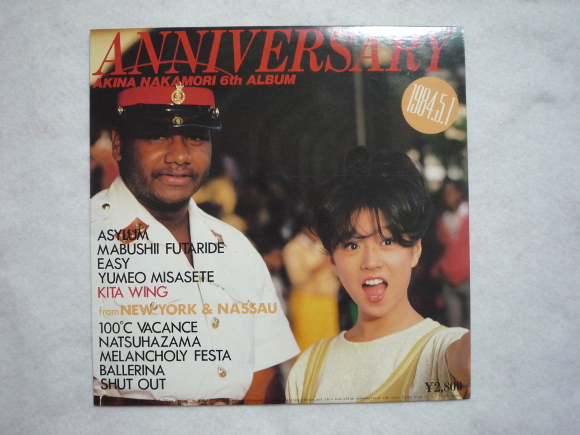 ANNIVERSARY
AKINA NAKAMORI 6th ALBUM
1984.5.1
ASYLUM
MABUSHII FUTARIDE
EASY
YUMEO MISASETE
KITA WING
from NEW YORK & NASSAU
100°C VACANCE
NATSUHAZAMA
MELANCHOLY FESTA
BALLERINA
SHUT OUT
¥2,800